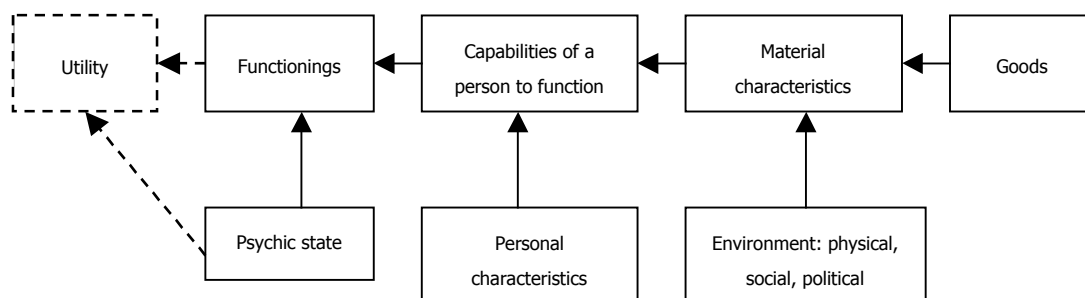 Utility
Functionings
Capabilities of a
person to function
Material
characteristics
Goods
Psychic state
Personal
characteristics
Environment: physical,
social, political